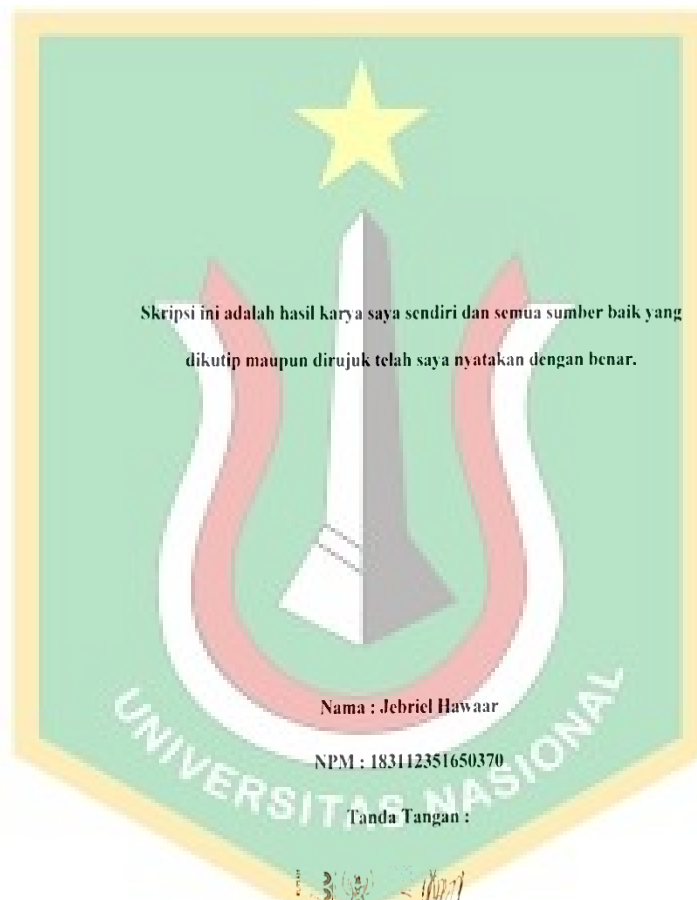 Skripsi ini adalah hasil karya saya sendiri dan semua sumber baik yang
dikutip maupun dirujuk telah saya nyatakan dengan benar.
Nama : Jebriel Hawaar
NPM : 183112351650370
Tanda Tangan :
UNIVERSITAS NASIONAL